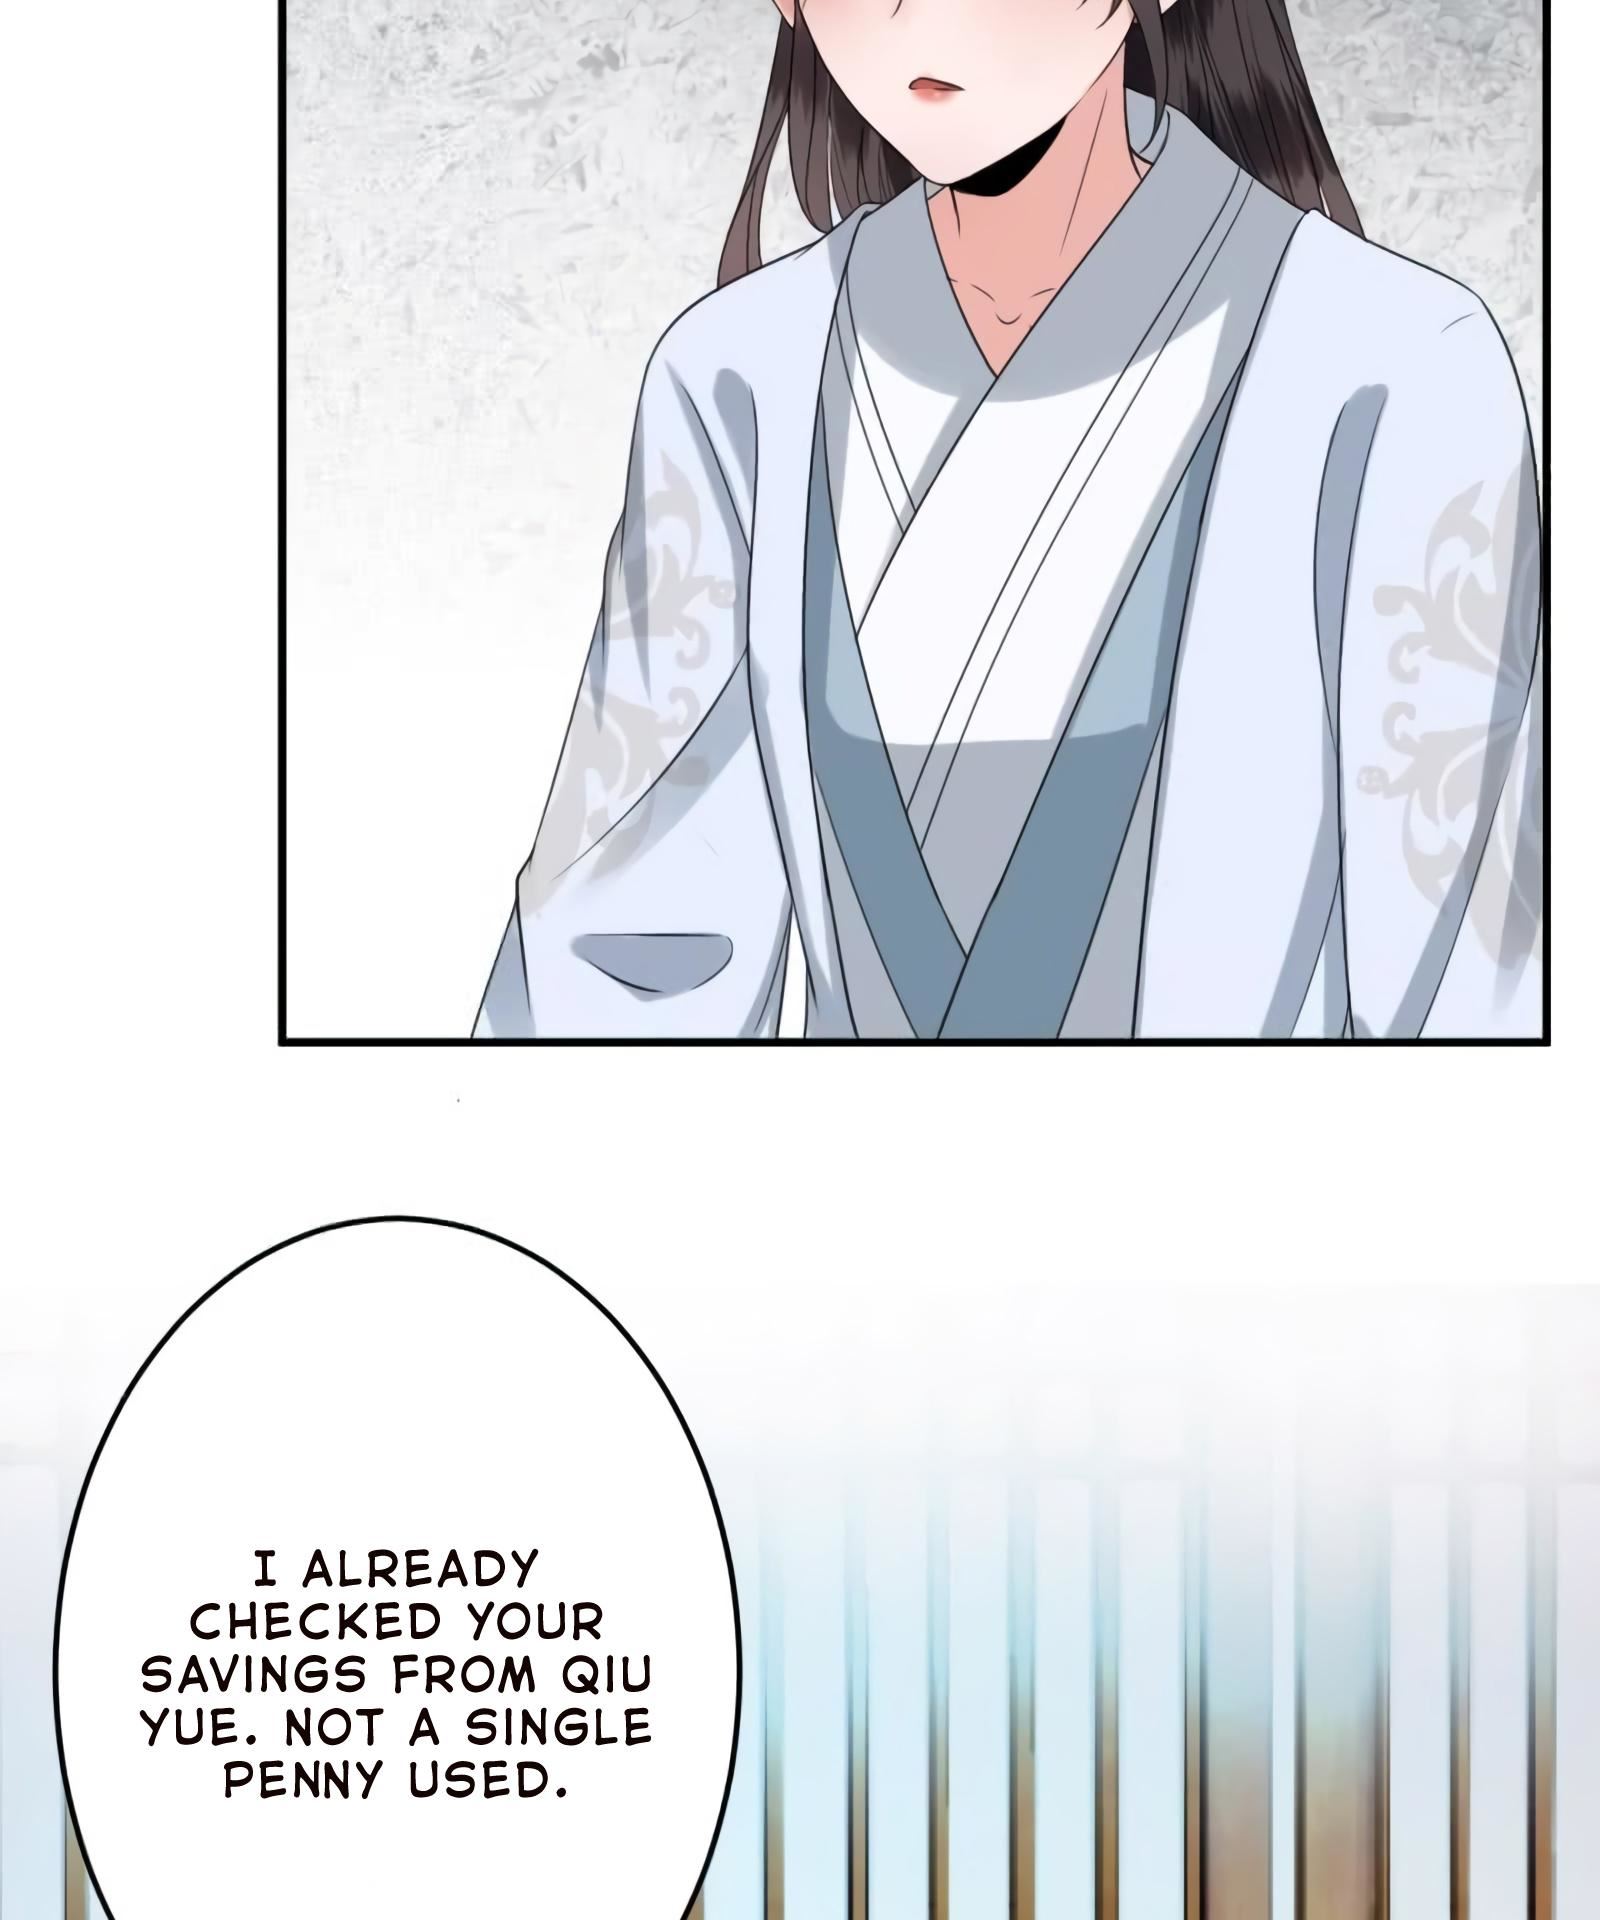 I ALREADY
CHECKED YOUR
SAVINGS FROM QIU
YUE. NOT A SINGLE
PENNY USED.